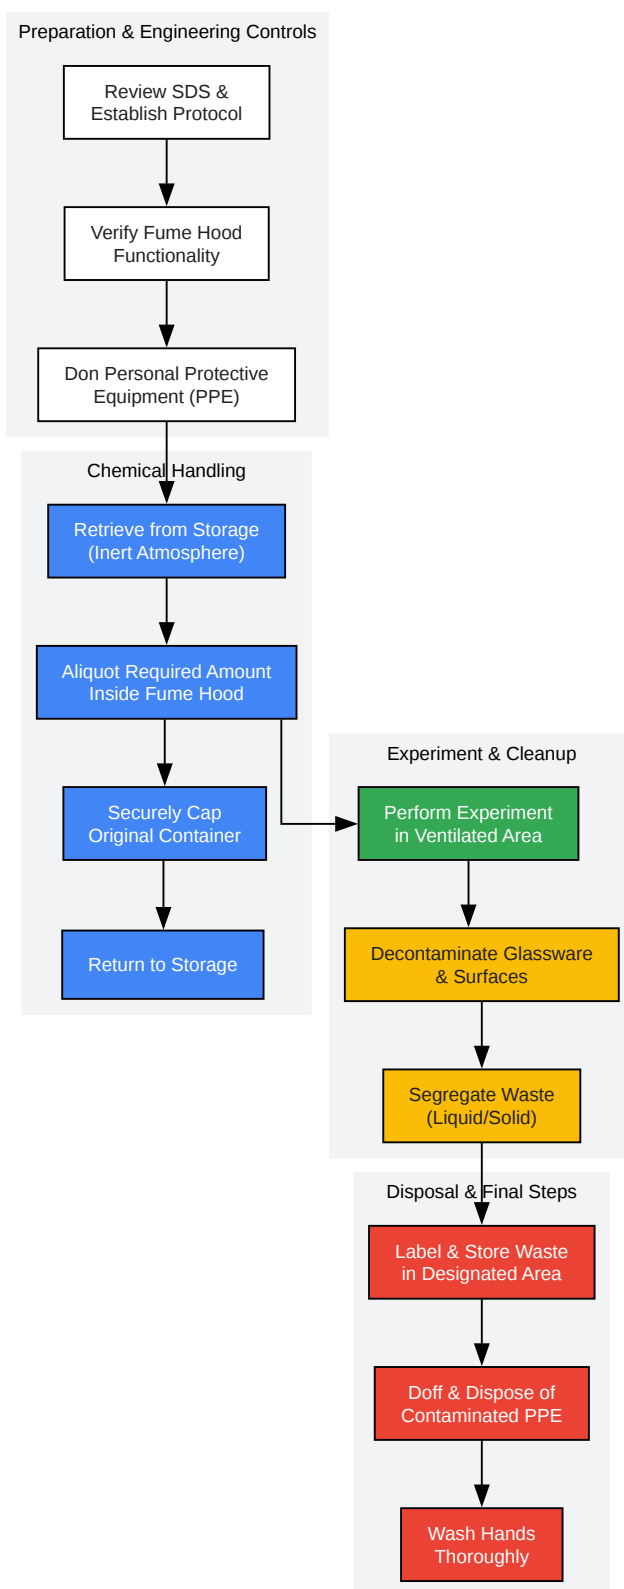 Preparation & Engineering Controls
Review SDS &
Establish Protocol
Verify Fume Hood
Functionality
Don Personal Protective
Equipment (PPE)
Chemical Handling
Retrieve from Storage
(Inert Atmosphere)
Aliquot Required Amount
Inside Fume Hood
Securely Cap
Original Container
Return to Storage
Experiment & Cleanup
Perform Experiment
in Ventilated Area
Decontaminate Glassware
& Surfaces
Segregate Waste
(Liquid/Solid)
Disposal & Final Steps
Label & Store Waste
in Designated Area
Doff & Dispose of
Contaminated PPE
Wash Hands
Thoroughly